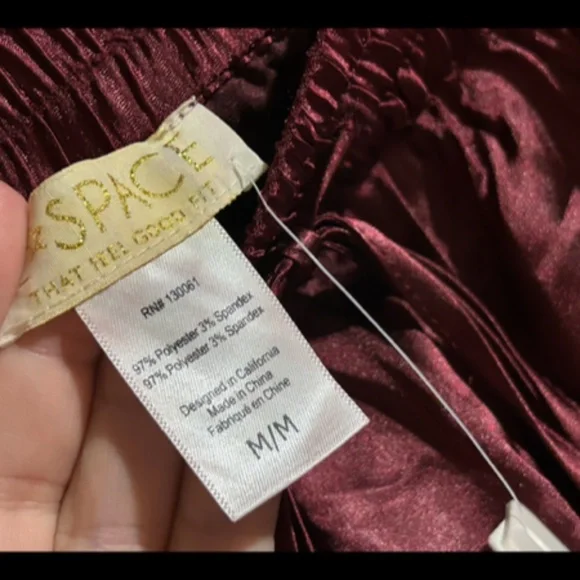 & SPACE
THAT FEEL GOOD FIT
RN# 130061
97% Polyester 3% Spandex
97% Polyester 3% Spandex
Designed in California
Made in China
Fabriqué en Chine
M/M